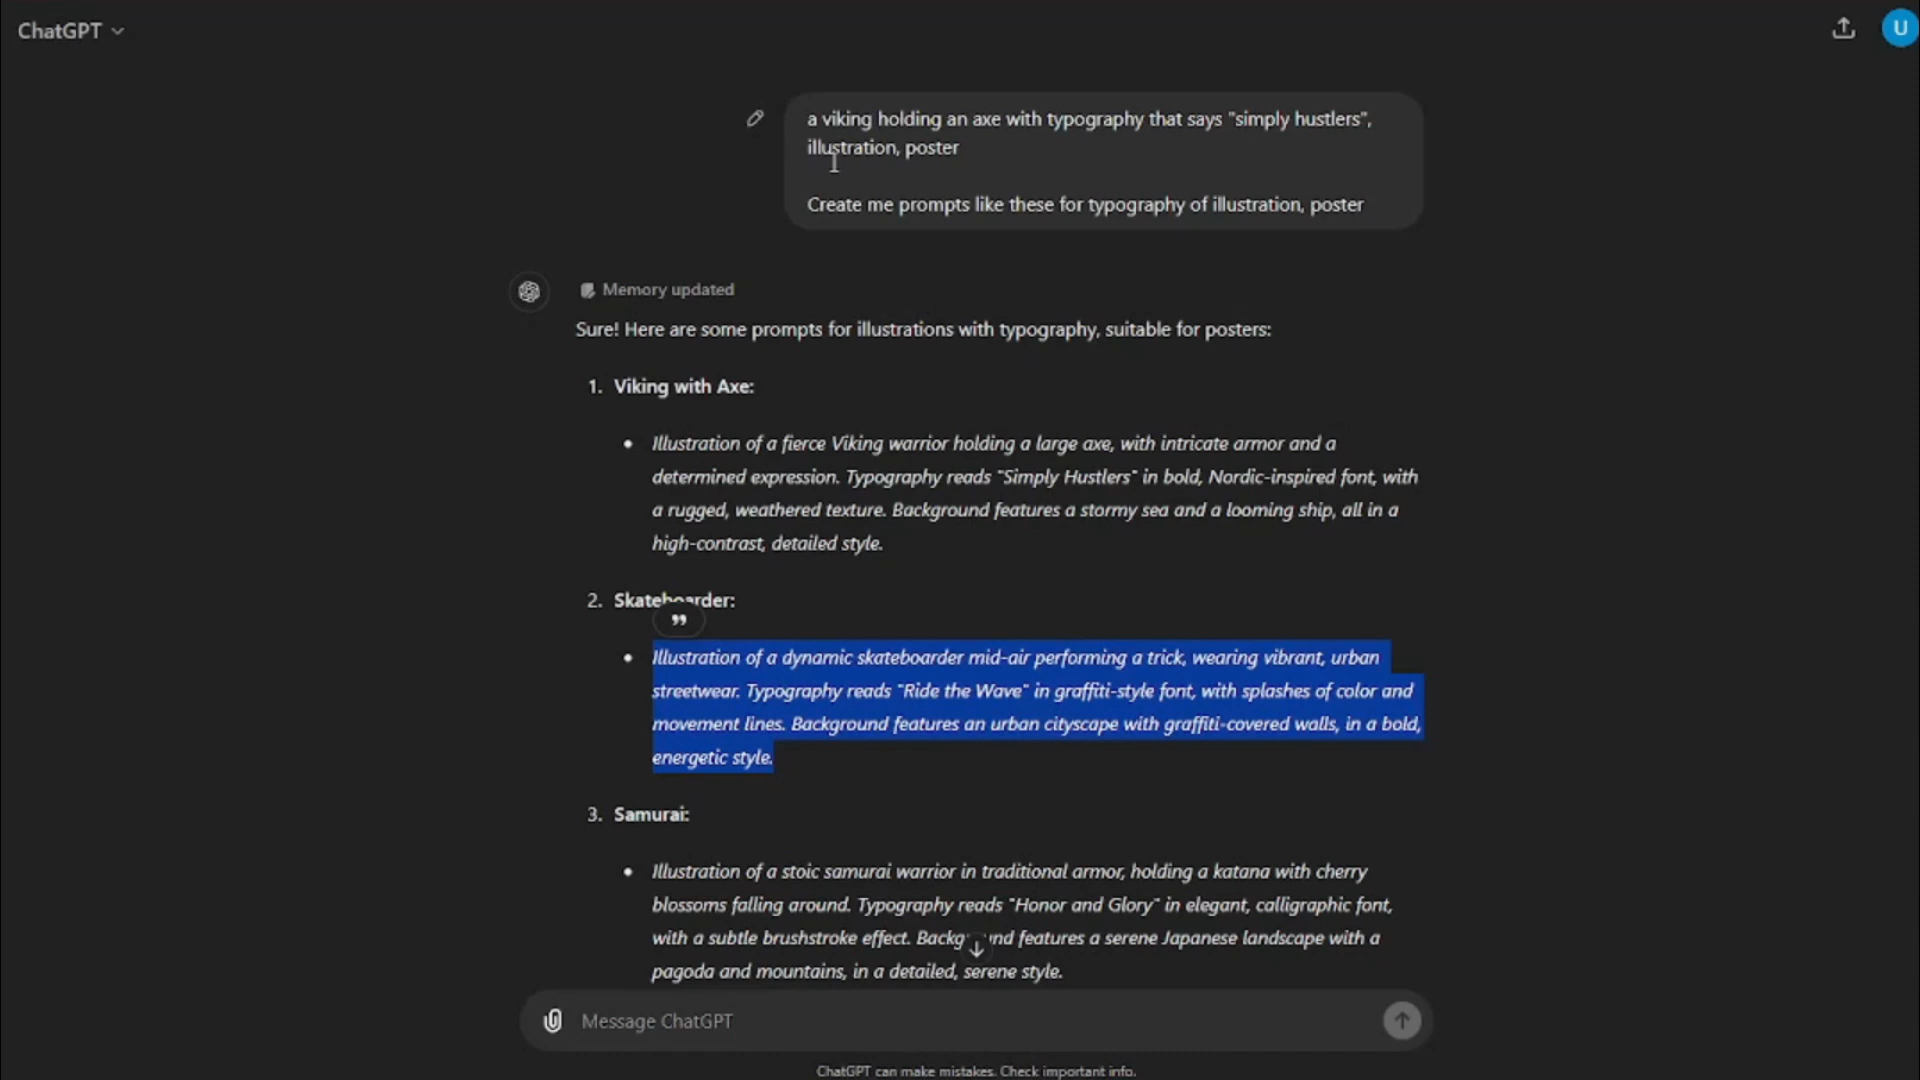 ChatGPT
U
a viking holding an axe with typography that says "simply hustlers",
illustration, poster
Create me prompts like these for typography of illustration, poster
Memory updated
Sure! Here are some prompts for illustrations with typography, suitable for posters:
1. Viking with Axe:
• Illustration of a fierce Viking warrior holding a large axe, with intricate armor and a
determined expression. Typography reads "Simply Hustlers" in bold, Nordic-inspired font, with
a rugged, weathered texture. Background features a stormy sea and a looming ship, all in a
high-contrast, detailed style.
2. Skateboarder:
• Illustration of a dynamic skateboarder mid-air performing a trick, wearing vibrant, urban
streetwear. Typography reads "Ride the Wave" in graffiti-style font, with splashes of color and
movement lines. Background features an urban cityscape with graffiti-covered walls, in a bold,
energetic style.
3. Samurai:
• Illustration of a stoic samurai warrior in traditional armor, holding a katana with cherry
blossoms falling around. Typography reads "Honor and Glory" in elegant, calligraphic font,
with a subtle brushstroke effect. Background features a serene Japanese landscape with a
pagoda and mountains, in a detailed, serene style.
Message ChatGPT
ChatGPT can make mistakes. Check important info.